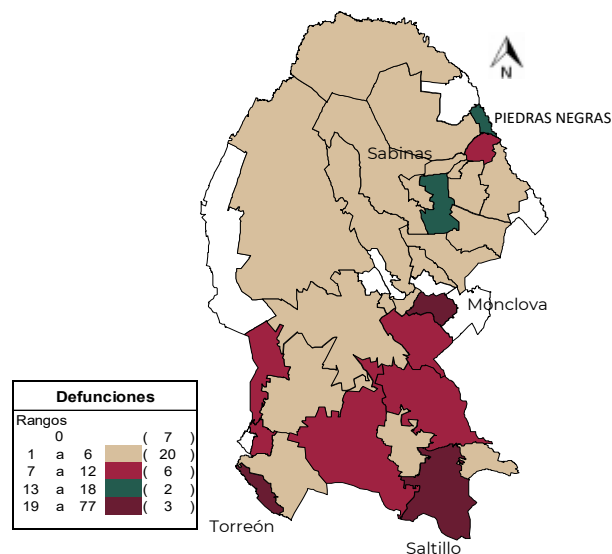 N
PIEDRAS NEGRAS
Sabinas
Monclova
Defunciones
Rangos
0 ( 7 )
1 a 6 ( 20 )
7 a 12 ( 6 )
13 a 18 ( 2 )
19 a 77 ( 3 )
Torreón
Saltillo